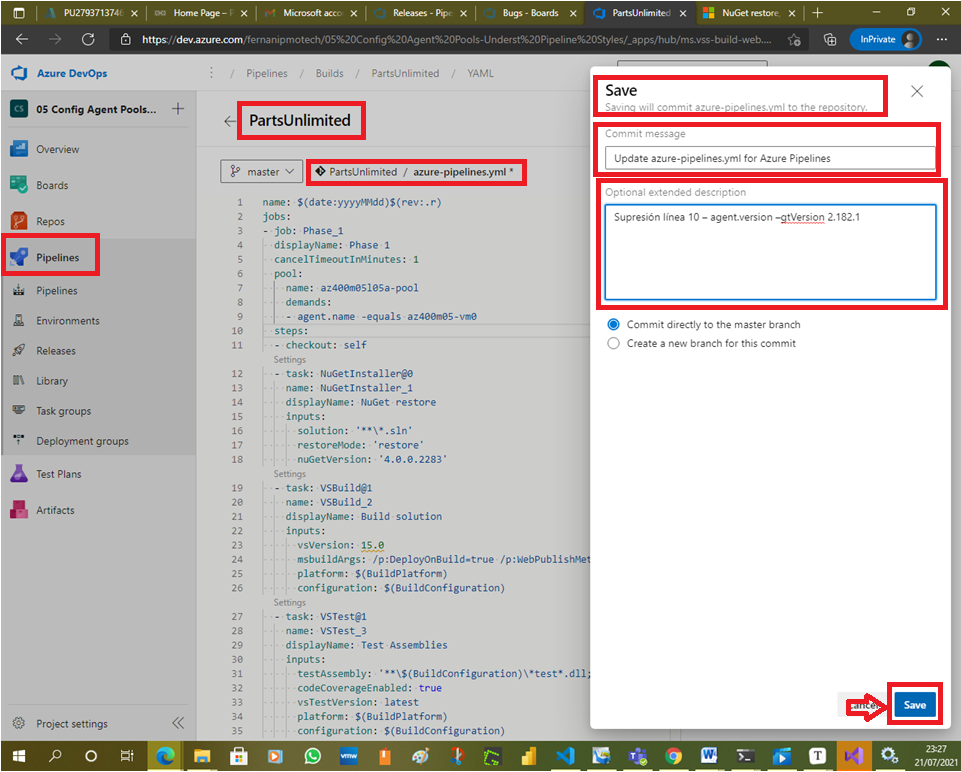 PU279371374
Home Page – P
Microsoft acco
Releases - Pipe
Bugs - Boards
PartsUnlimited
NuGet restore,
https://dev.azure.com/fernanipmotech/05%20Config%20Agent%20Pools-Underst%20Pipeline%20Styles/_apps/hub/ms.vss-build-web....
InPrivate
Azure DevOps
/ Pipelines / Builds / PartsUnlimited / YAML
CS 05 Config Agent Pools...
Overview
Boards
Repos
Pipelines
Pipelines
Environments
Releases
Library
Task groups
Deployment groups
Test Plans
Artifacts
Project settings
PartsUnlimited
master
PartsUnlimited / azure-pipelines.yml *
1 name: $(date:yyyyMMdd)$(rev:.r)
2 jobs:
3 - job: Phase_1
4 displayName: Phase 1
5 cancelTimeoutInMinutes: 1
6 pool:
7 name: az400m05l05a-pool
8 demands:
9 - agent.name -equals az400m05-vm0
10 steps:
11 - checkout: self
Settings
12 - task: NuGetInstaller@0
13 name: NuGetInstaller_1
14 displayName: NuGet restore
15 inputs:
16 solution: '**\*.sln'
17 restoreMode: 'restore'
18 nuGetVersion: '4.0.0.2283'
Settings
19 - task: VSBuild@1
20 name: VSBuild_2
21 displayName: Build solution
22 inputs:
23 vsVersion: 15.0
24 msbuildArgs: /p:DeployOnBuild=true /p:WebPublishMet
25 platform: $(BuildPlatform)
26 configuration: $(BuildConfiguration)
Settings
27 - task: VSTest@1
28 name: VSTest_3
29 displayName: Test Assemblies
30 inputs:
31 testAssembly: '**\$(BuildConfiguration)\*test*.dll;
32 codeCoverageEnabled: true
33 vsTestVersion: latest
34 platform: $(BuildPlatform)
35 configuration: $(BuildConfiguration)
Save
Saving will commit azure-pipelines.yml to the repository.
Commit message
Update azure-pipelines.yml for Azure Pipelines
Optional extended description
Supresión línea 10 – agent.version –gtVersion 2.182.1
Commit directly to the master branch
Create a new branch for this commit
Cancel
Save
vmw
T
23:27
21/07/2021